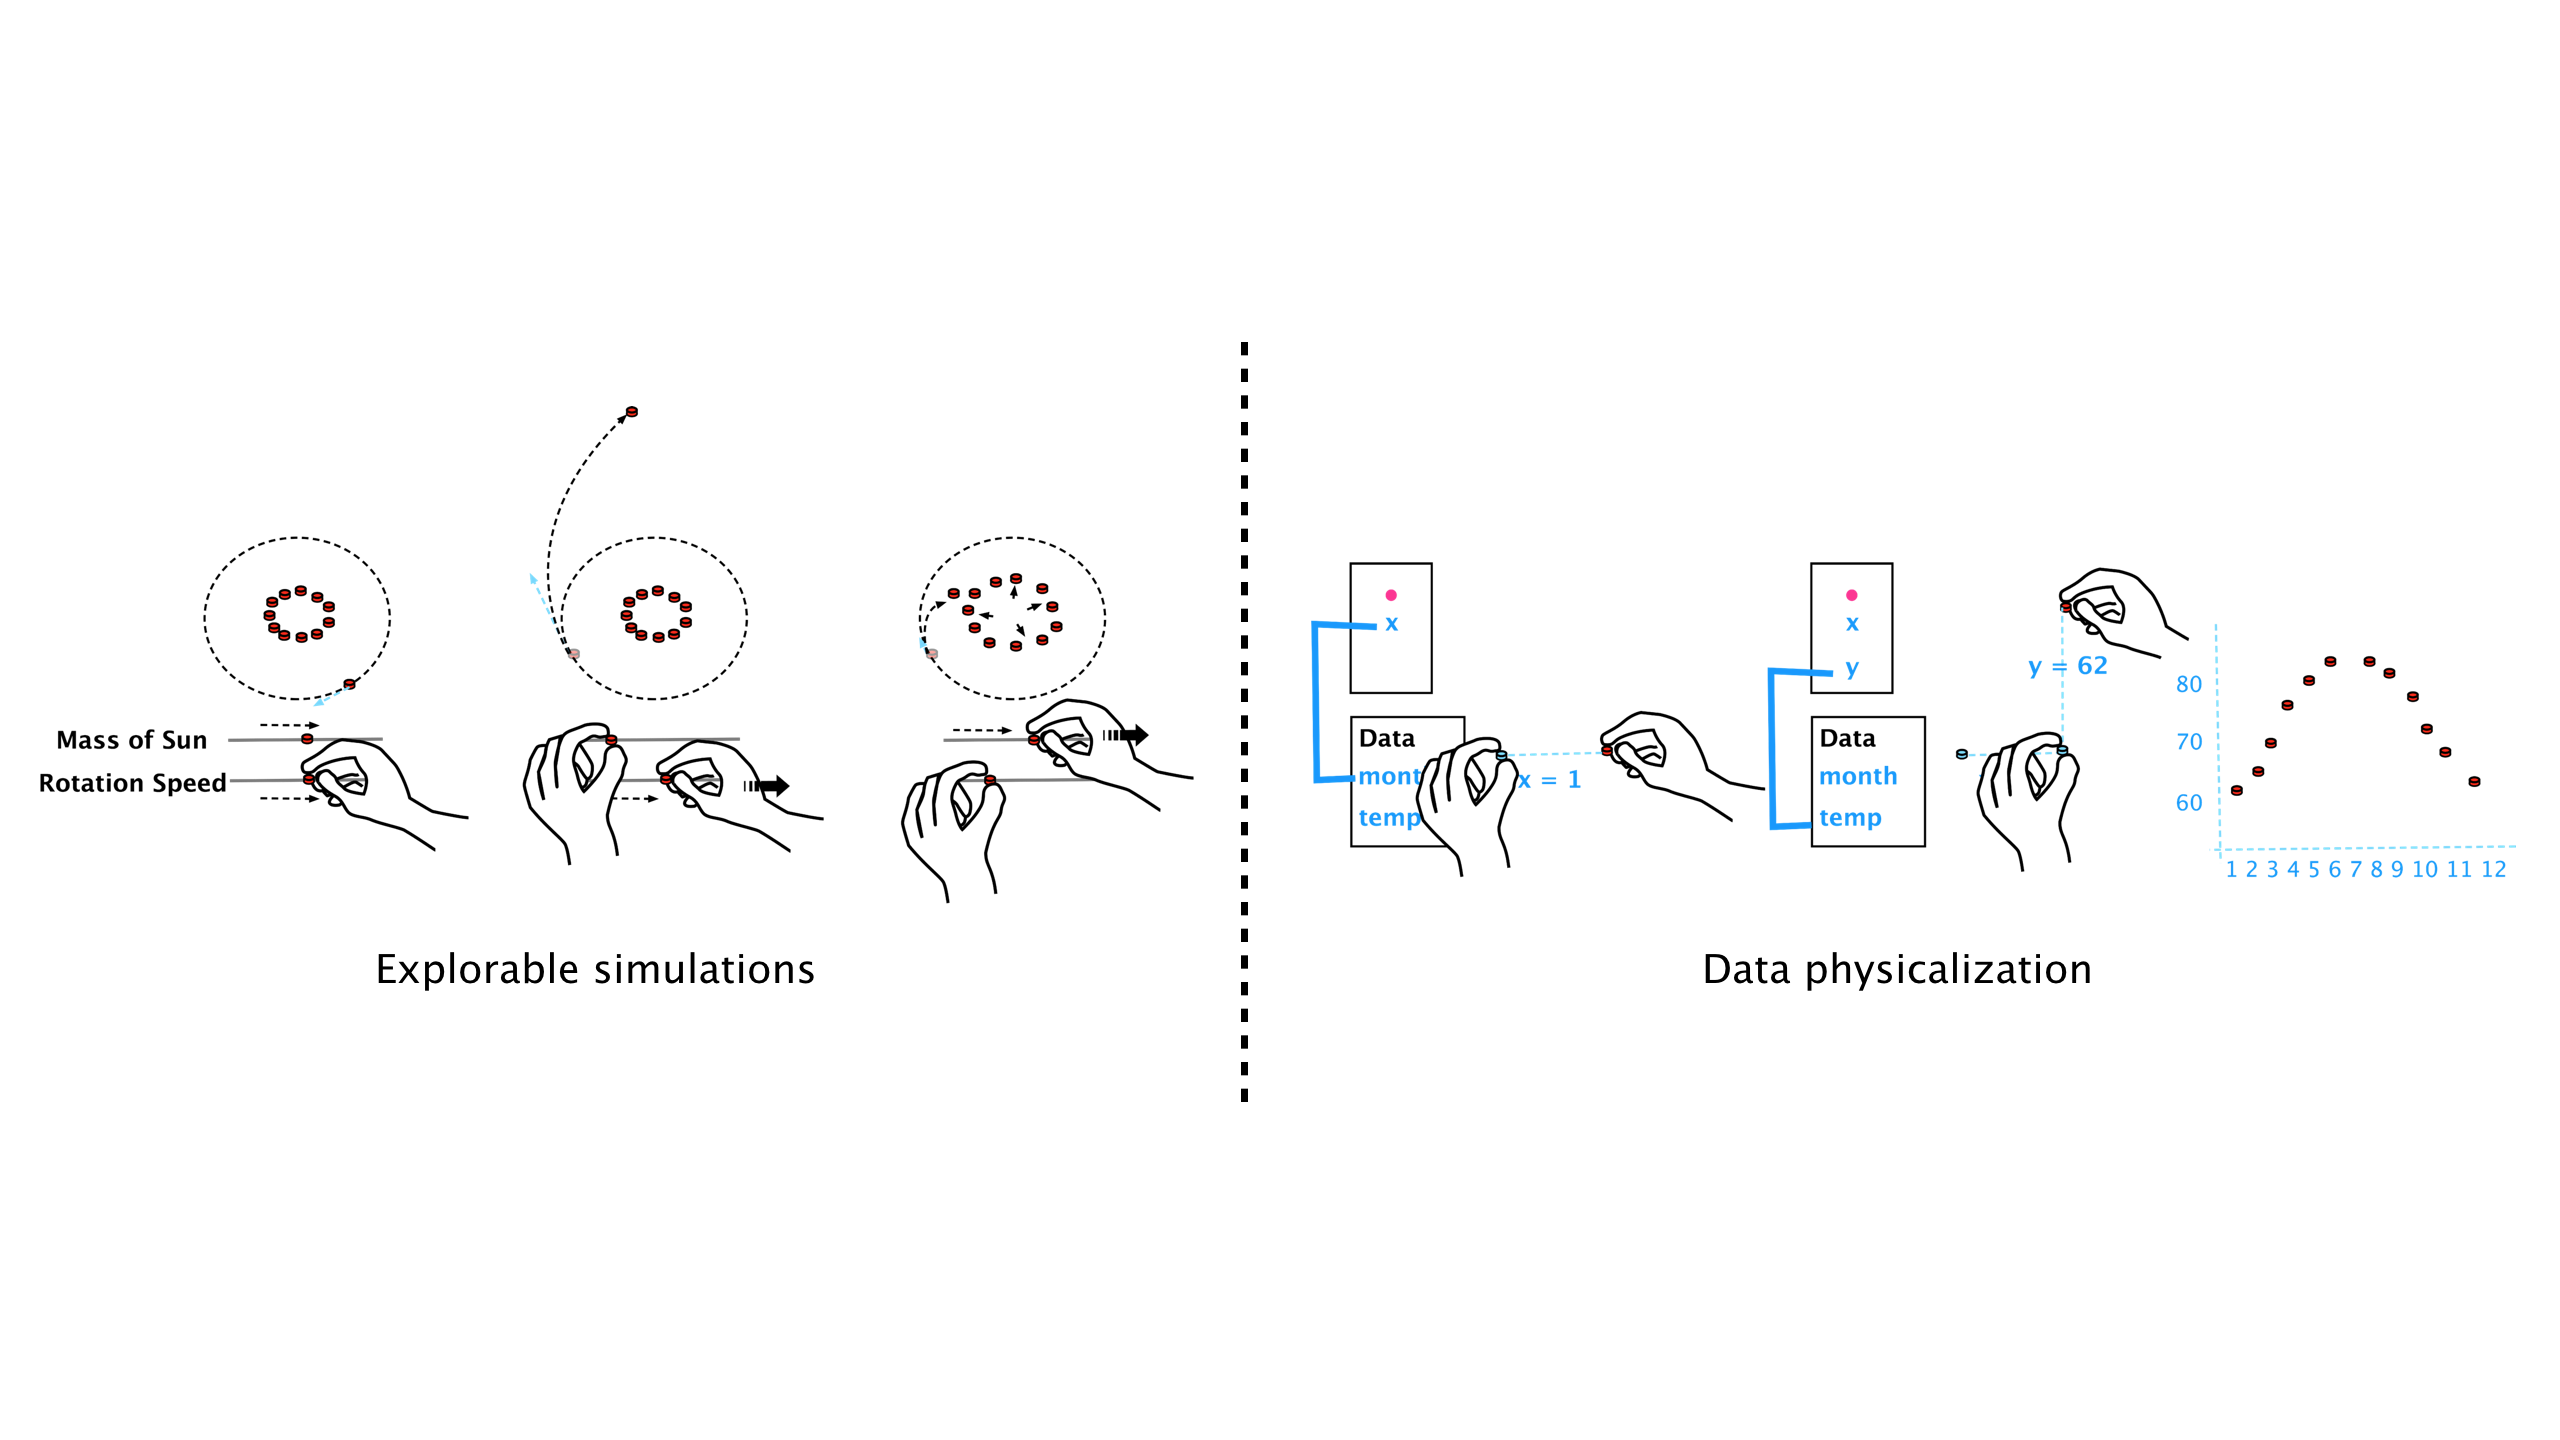 Mass of Sun
Rotation Speed
Explorable simulations
x
Data
mont
temp
x = 1
x
y
Data
month
temp
y = 62
80
70
60
1 2 3 4 5 6 7 8 9 10 11 12
Data physicalization